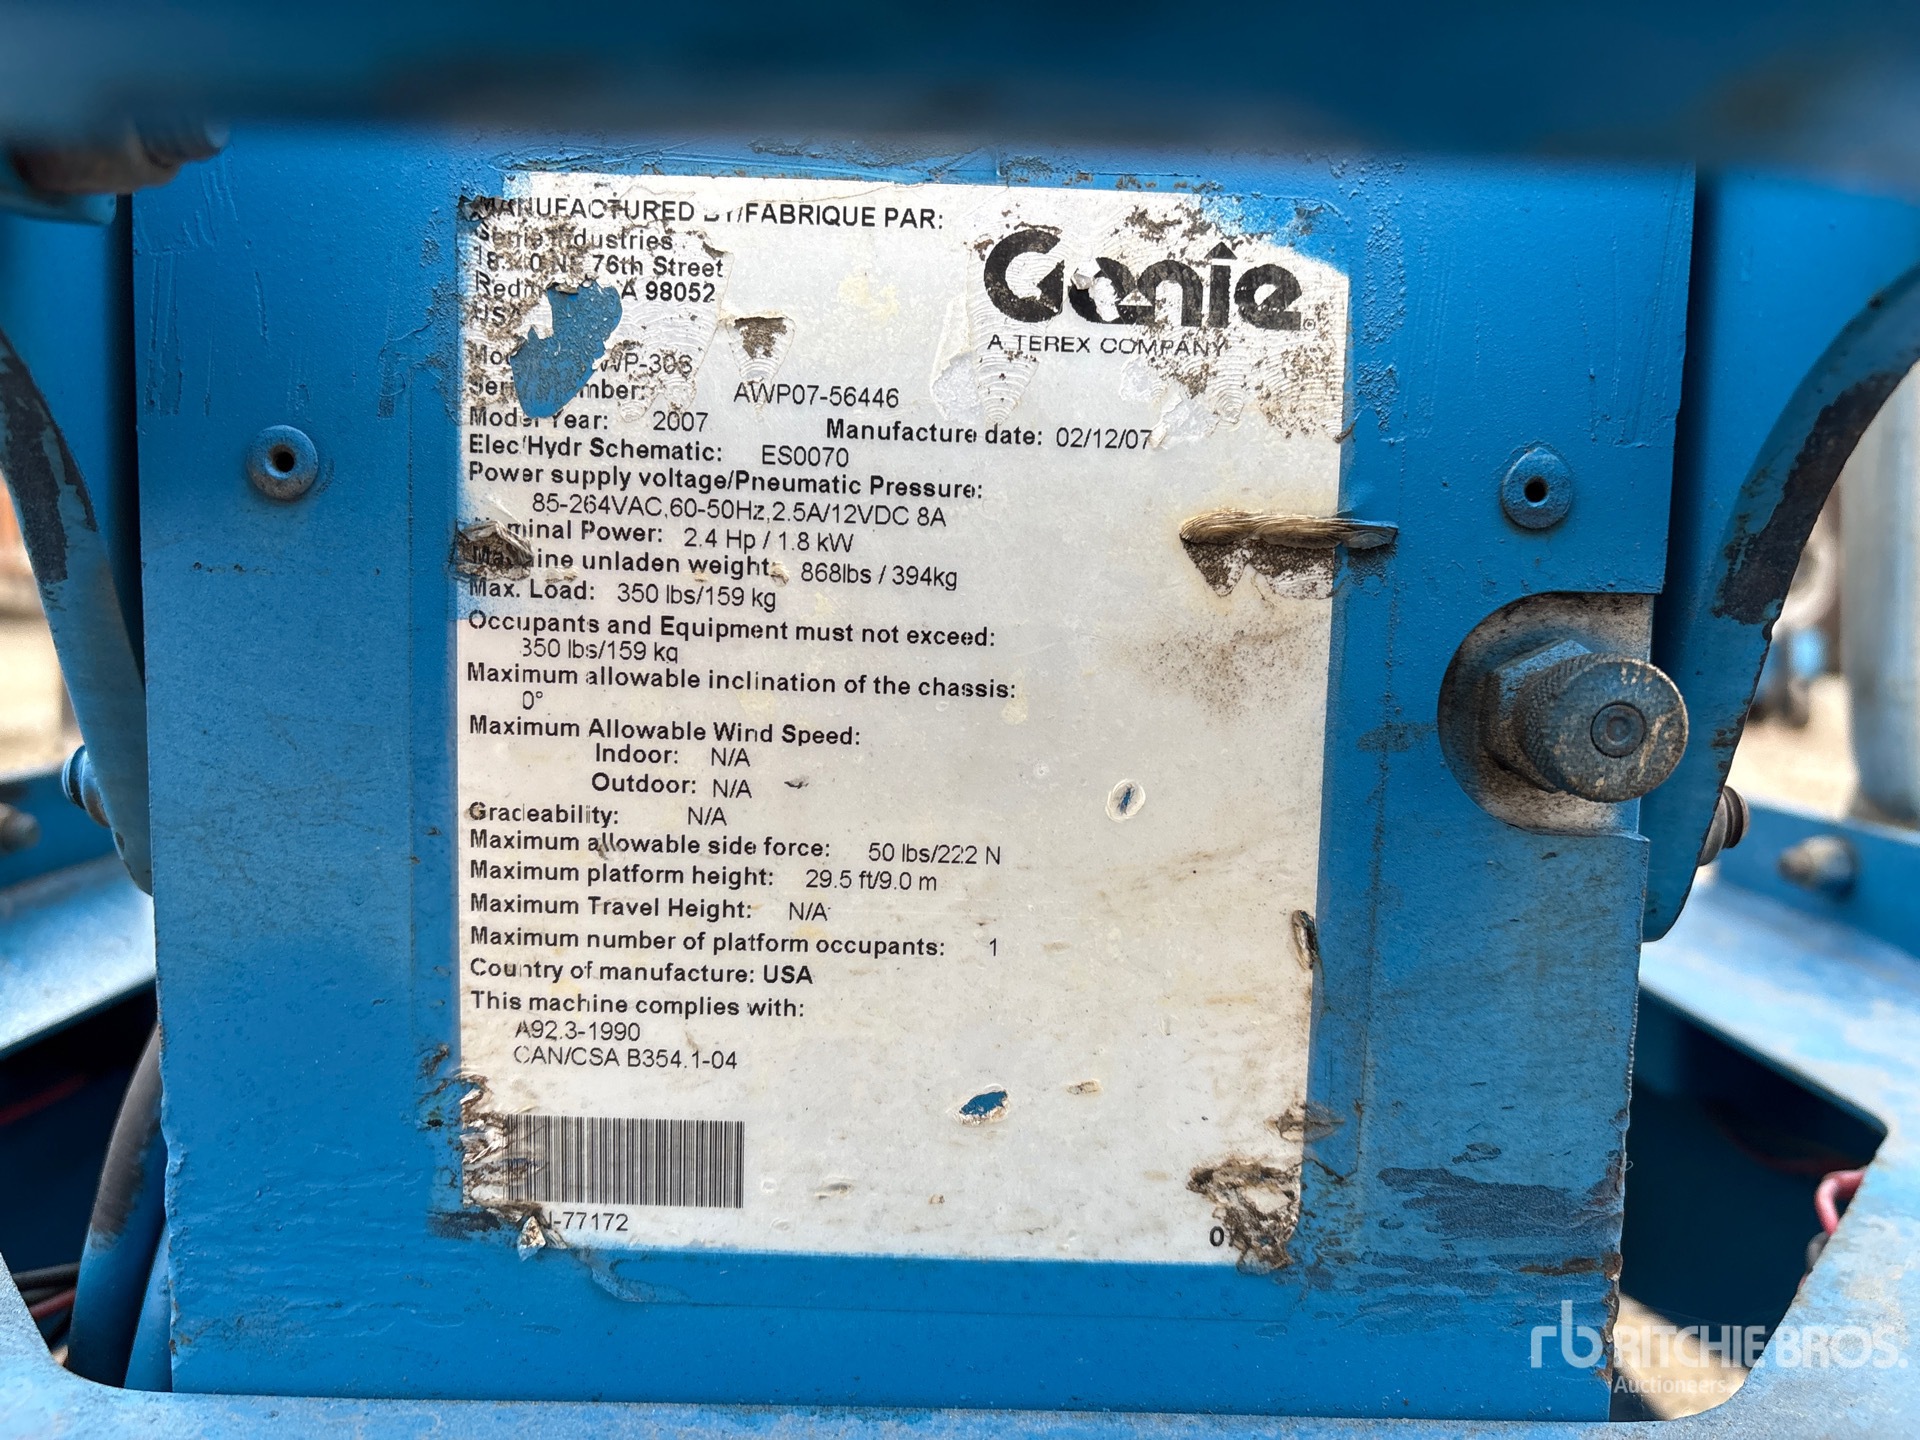 MANUFACTURED BY/FABRIQUE PAR:
Genie Industries
76th Street
98052
USA
Genie
A TEREX COMPANY
AWP07-56446
Model Year: 2007 Manufacture date: 02/12/07
Elec/Hydr Schematic: ES0070
Power supply voltage/Pneumatic Pressure:
85-264VAC,60-50Hz,2.5A/12VDC 8A
Nominal Power: 2.4 Hp / 1.8 kW
Machine unladen weight: 868lbs / 394kg
Max. Load: 350 lbs/159 kg
Occupants and Equipment must not exceed:
350 lbs/159 kg
Maximum allowable inclination of the chassis:
0°
Maximum Allowable Wind Speed:
Indoor: N/A
Outdoor: N/A
Gradeability: N/A
Maximum allowable side force: 50 lbs/222 N
Maximum platform height: 29.5 ft/9.0 m
Maximum Travel Height: N/A
Maximum number of platform occupants: 1
Country of manufacture: USA
This machine complies with:
A92.3-1990
CAN/CSA B354.1-04
N-77172
rb RITCHIE BROS.
Auctioneers